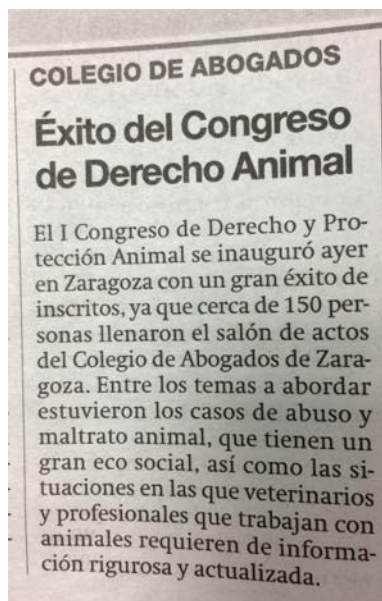 COLEGIO DE ABOGADOS
Éxito del Congreso
de Derecho Animal
El I Congreso de Derecho y Pro-
tección Animal se inauguró ayer
en Zaragoza con un gran éxito de
inscritos, ya que cerca de 150 per-
sonas llenaron el salón de actos
del Colegio de Abogados de Zara-
goza. Entre los temas a abordar
estuvieron los casos de abuso y
maltrato animal, que tienen un
gran eco social, así como las si-
tuaciones en las que veterinarios
y profesionales que trabajan con
animales requieren de informa-
ción rigurosa y actualizada.